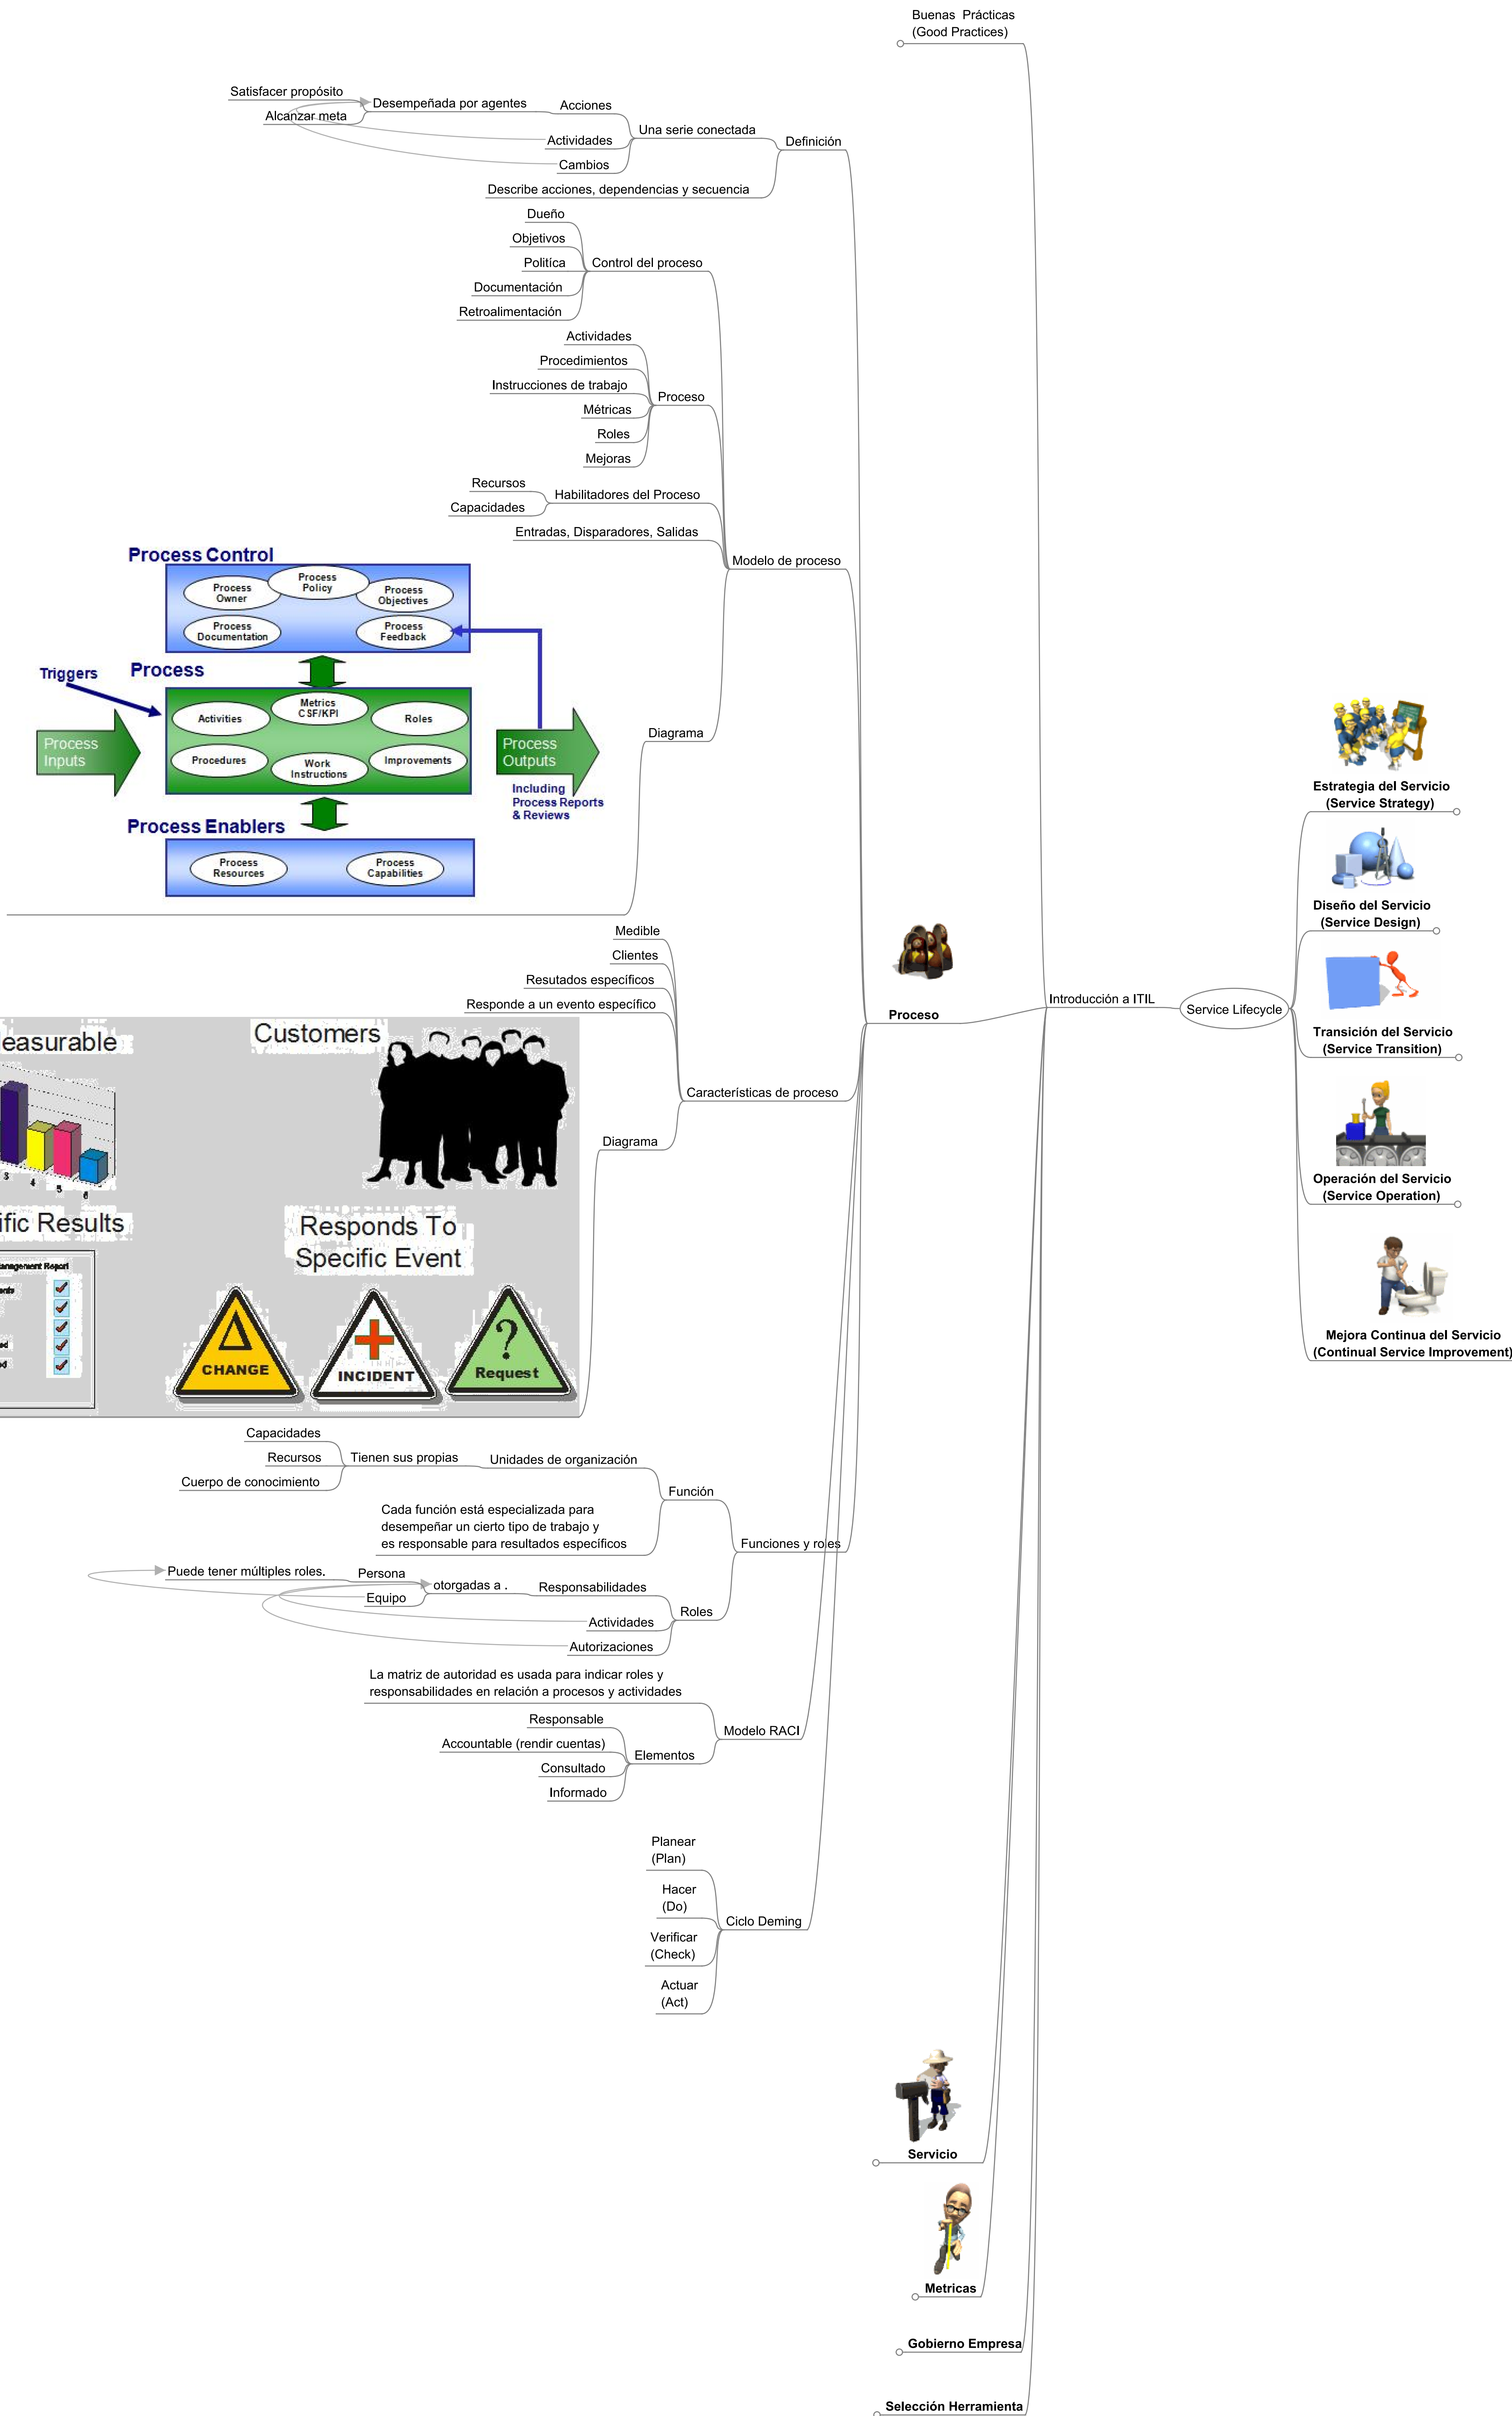 Buenas  Prácticas
(Good Practices)
Satisfacer propósito
Alcanzar meta
Desempeñada por agentes
Acciones
Actividades
Cambios
Una serie conectada
Describe acciones, dependencias y secuencia
Definición
Dueño
Objetivos
Politíca
Documentación
Retroalimentación
Control del proceso
Actividades
Procedimientos
Instrucciones de trabajo
Métricas
Roles
Mejoras
Proceso
Recursos
Capacidades
Habilitadores del Proceso
Entradas, Disparadores, Salidas
Modelo de proceso
Process Control
Process
Owner
Process
Policy
Process
Objectives
Process
Documentation
Process
Feedback
Triggers
Process
Activities
Metrics
CSF/KPI
Roles
Procedures
Work
Instructions
Improvements
Process
Inputs
Process
Outputs
Including
Process Reports
& Reviews
Process Enablers
Process
Resources
Process
Capabilities
Diagrama
Medible
Clientes
Resutados específicos
Responde a un evento específico
Características de proceso
Diagrama
easurable
3
4
5
6
Customers
ific Results
anagement Report
Responds To
Specific Event
CHANGE
INCIDENT
?
Request
Capacidades
Recursos
Cuerpo de conocimiento
Tienen sus propias
Unidades de organización
Función
Cada función está especializada para
desempeñar un cierto tipo de trabajo y
es responsable para resultados específicos
Funciones y roles
Puede tener múltiples roles.
Persona
Equipo
otorgadas a .
Responsabilidades
Actividades
Autorizaciones
Roles
La matriz de autoridad es usada para indicar roles y
responsabilidades en relación a procesos y actividades
Responsable
Accountable (rendir cuentas)
Consultado
Informado
Elementos
Modelo RACI
Planear
(Plan)
Hacer
(Do)
Verificar
(Check)
Actuar
(Act)
Ciclo Deming
Proceso
Servicio
Metricas
Gobierno Empresa
Selección Herramienta
Introducción a ITIL
Service Lifecycle
Estrategia del Servicio
(Service Strategy)
Diseño del Servicio
(Service Design)
Transición del Servicio
(Service Transition)
Operación del Servicio
(Service Operation)
Mejora Continua del Servicio
(Continual Service Improvement)